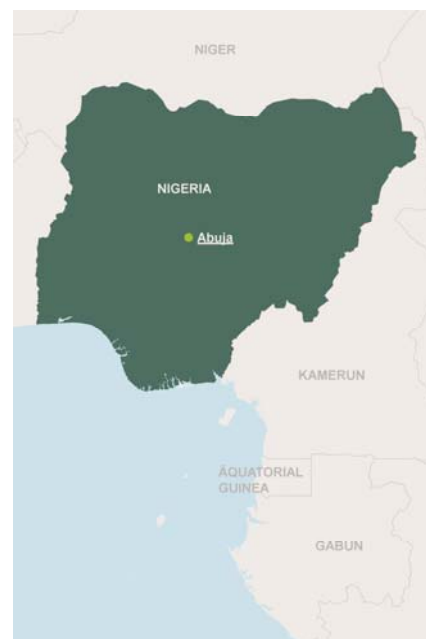 NIGER
NIGERIA
Abuja
KAMERUN
ÄQUATORIAL
GUINEA
GABUN